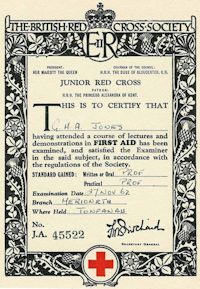 THE·BRITISH·RED CROSS·SOCIETY
E II R
PRESIDENT: CHAIRMAN OF THE COUNCIL:
HER MAJESTY THE QUEEN H.R.H. THE DUKE OF GLOUCESTER, K.G.
JUNIOR RED CROSS
PATRON:
H.R.H. THE PRINCESS ALEXANDRA OF KENT.
THIS IS TO CERTIFY THAT
G H A JONES
having attended a course of lectures and
demonstrations in FIRST AID has been
examined, and satisfied the Examiner
in the said subject, in accordance with
the regulations of the Society.
STANDARD GAINED: Written or Oral PROF
Practical PROF
Examination Date 27 NOV 62
Branch MERIONETH
Where Held TONFANAU
No.
J.A. 45522
SECRETARY GENERAL